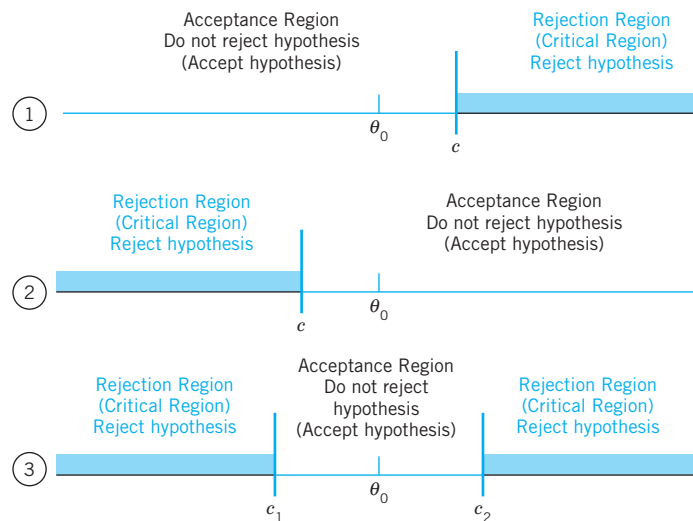 Acceptance Region
Do not reject hypothesis
(Accept hypothesis)
Rejection Region
(Critical Region)
Reject hypothesis
1
θ0
c
Rejection Region
(Critical Region)
Reject hypothesis
Acceptance Region
Do not reject hypothesis
(Accept hypothesis)
2
c
θ0
Rejection Region
(Critical Region)
Reject hypothesis
Acceptance Region
Do not reject
hypothesis
(Accept hypothesis)
Rejection Region
(Critical Region)
Reject hypothesis
3
c1
θ0
c2